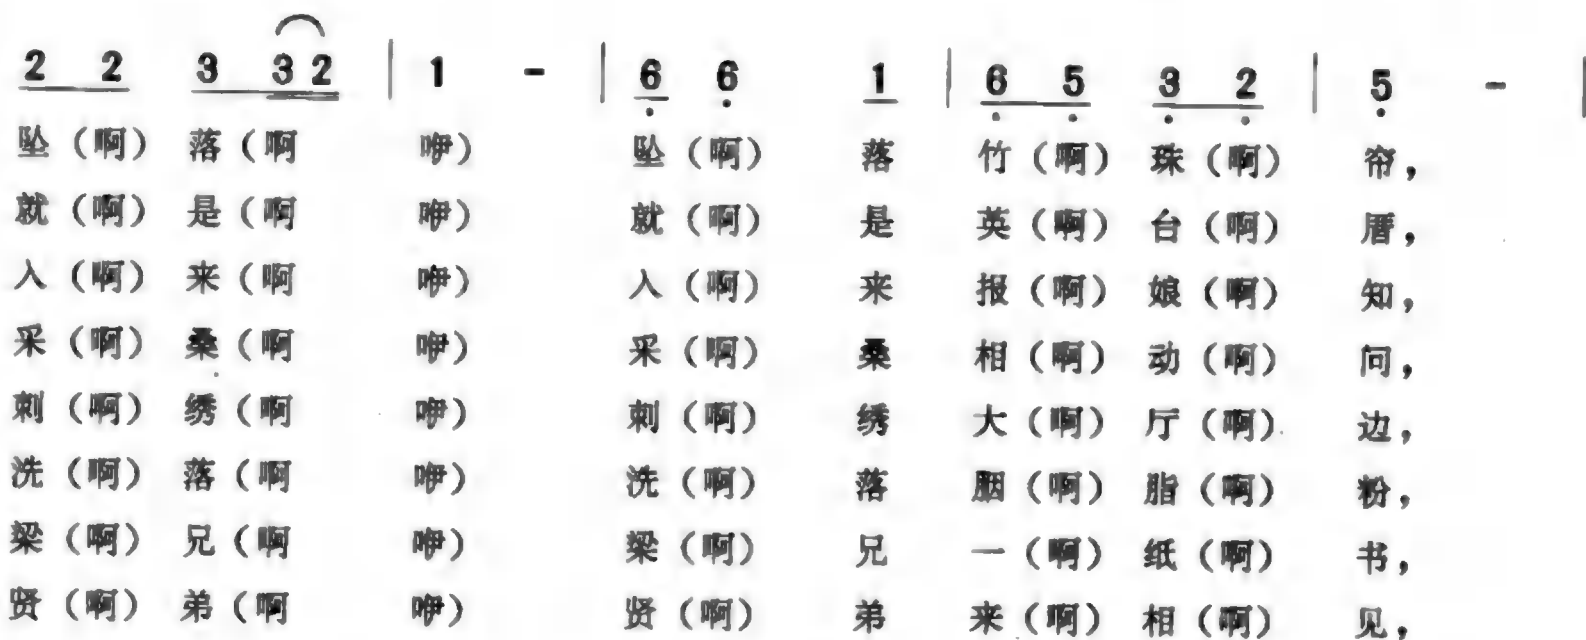 2 2 3 3 2 | 1 - | 6 6 1 | 6 5 3 2 | 5 - |
坠（啊）落（啊 咿） 坠（啊） 落 竹（啊）珠（啊） 帘，
就（啊）是（啊 咿） 就（啊） 是 英（啊）台（啊） 厝，
入（啊）来（啊 咿） 入（啊） 来 报（啊）娘（啊） 知，
采（啊）桑（啊 咿） 采（啊） 桑 相（啊）动（啊） 问，
刺（啊）绣（啊 咿） 刺（啊） 绣 大（啊）厅（啊） 边，
洗（啊）落（啊 咿） 洗（啊） 落 胭（啊）脂（啊） 粉，
梁（啊）兄（啊 咿） 梁（啊） 兄 一（啊）纸（啊） 书，
贤（啊）弟（啊 咿） 贤（啊） 弟 来（啊）相（啊） 见，